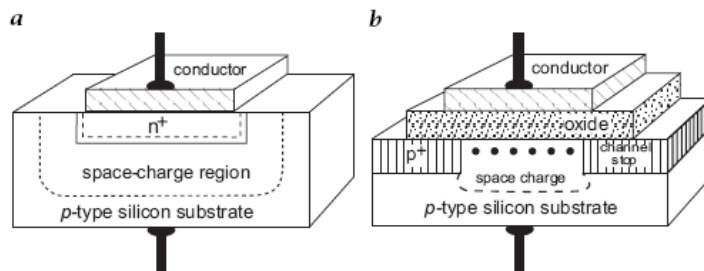 a
conductor
n+
space-charge region
p-type silicon substrate
b
conductor
oxide
p+
channel
stop
space charge
p-type silicon substrate